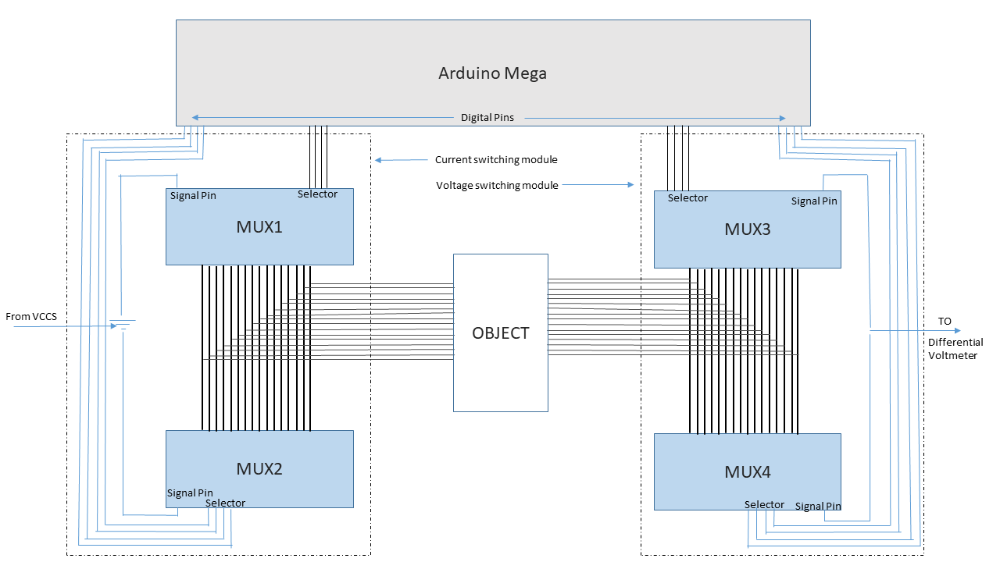 Arduino Mega
Digital Pins
Current switching module
Voltage switching module
Signal Pin
Selector
MUX1
Selector
Signal Pin
MUX3
From VCCS
OBJECT
TO
Differential
Voltmeter
MUX2
Signal Pin
Selector
MUX4
Selector
Signal Pin